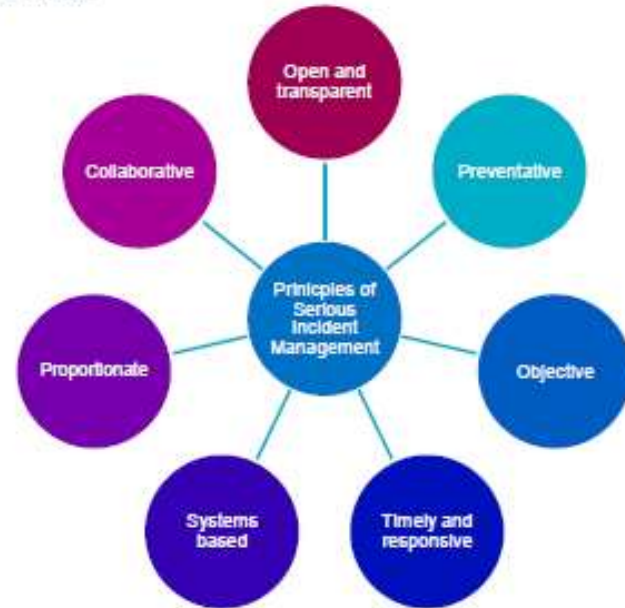 Open and
transparent
Collaborative
Preventative
Prinicples of
Serious
Incident
Management
Proportionate
Objective
Systems
based
Timely and
responsive